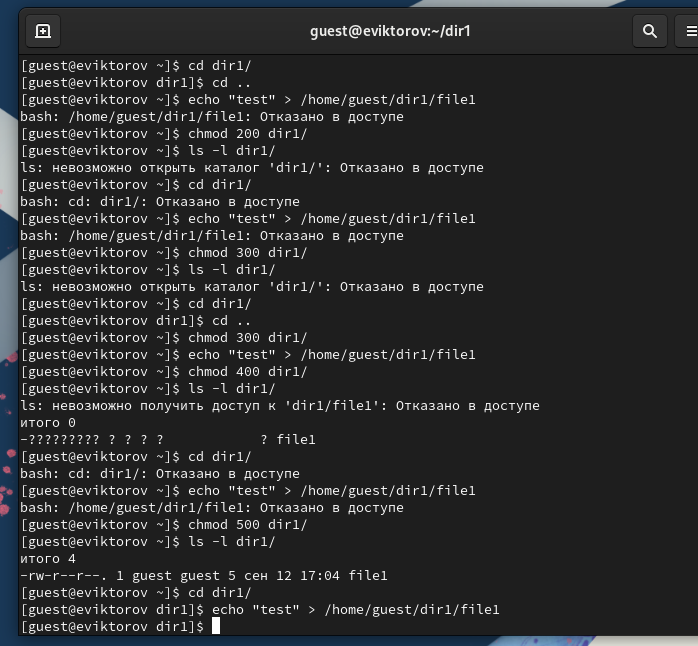 guest@eviktorov:~/dir1
[guest@eviktorov ~]$ cd dir1/
[guest@eviktorov dir1]$ cd ..
[guest@eviktorov ~]$ echo "test" > /home/guest/dir1/file1
bash: /home/guest/dir1/file1: Отказано в доступе
[guest@eviktorov ~]$ chmod 200 dir1/
[guest@eviktorov ~]$ ls -l dir1/
ls: невозможно открыть каталог 'dir1/': Отказано в доступе
[guest@eviktorov ~]$ cd dir1/
bash: cd: dir1/: Отказано в доступе
[guest@eviktorov ~]$ echo "test" > /home/guest/dir1/file1
bash: /home/guest/dir1/file1: Отказано в доступе
[guest@eviktorov ~]$ chmod 300 dir1/
[guest@eviktorov ~]$ ls -l dir1/
ls: невозможно открыть каталог 'dir1/': Отказано в доступе
[guest@eviktorov ~]$ cd dir1/
[guest@eviktorov dir1]$ cd ..
[guest@eviktorov ~]$ chmod 300 dir1/
[guest@eviktorov ~]$ echo "test" > /home/guest/dir1/file1
[guest@eviktorov ~]$ chmod 400 dir1/
[guest@eviktorov ~]$ ls -l dir1/
ls: невозможно получить доступ к 'dir1/file1': Отказано в доступе
итого 0
-????????? ? ? ? ?            ? file1
[guest@eviktorov ~]$ cd dir1/
bash: cd: dir1/: Отказано в доступе
[guest@eviktorov ~]$ echo "test" > /home/guest/dir1/file1
bash: /home/guest/dir1/file1: Отказано в доступе
[guest@eviktorov ~]$ chmod 500 dir1/
[guest@eviktorov ~]$ ls -l dir1/
итого 4
-rw-r--r--. 1 guest guest 5 сен 12 17:04 file1
[guest@eviktorov ~]$ cd dir1/
[guest@eviktorov dir1]$ echo "test" > /home/guest/dir1/file1
[guest@eviktorov dir1]$